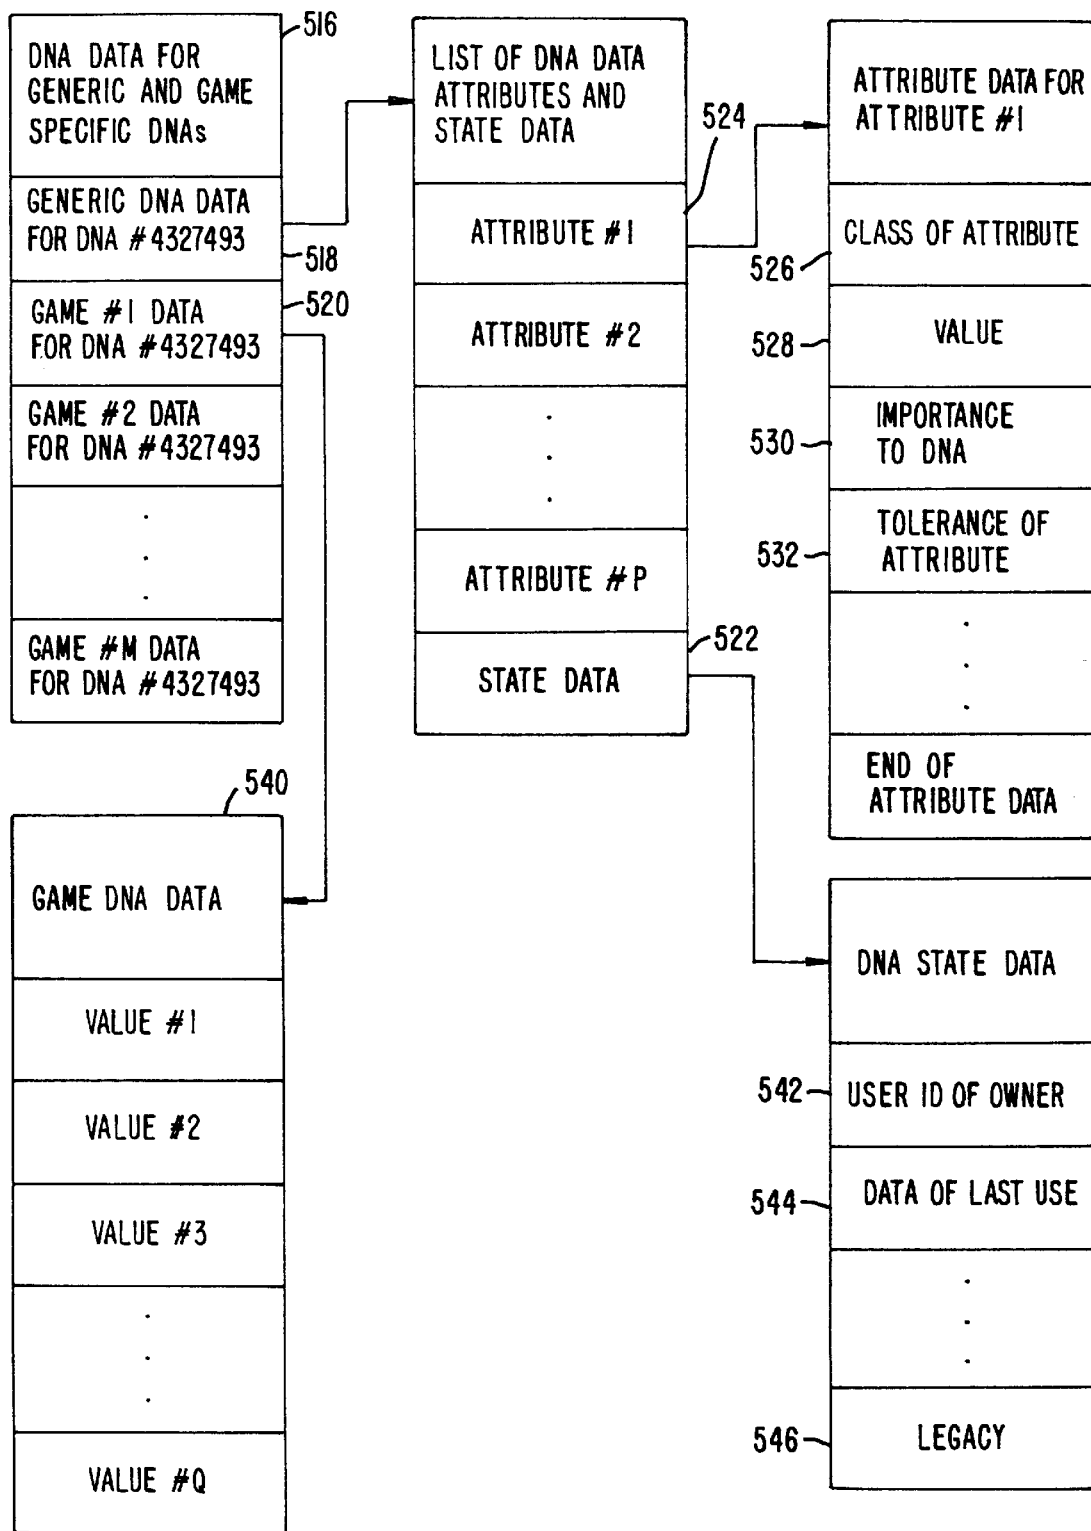 516
DNA DATA FOR
GENERIC AND GAME
SPECIFIC DNAs
GENERIC DNA DATA
FOR DNA #4327493
518
520
GAME #1 DATA
FOR DNA #4327493
GAME #2 DATA
FOR DNA #4327493
.
.
.
GAME #M DATA
FOR DNA #4327493
LIST OF DNA DATA
ATTRIBUTES AND
STATE DATA
524
ATTRIBUTE #1
ATTRIBUTE #2
.
.
.
ATTRIBUTE #P
522
STATE DATA
ATTRIBUTE DATA FOR
ATTRIBUTE #1
CLASS OF ATTRIBUTE
526
VALUE
528
IMPORTANCE
TO DNA
530
TOLERANCE OF
ATTRIBUTE
532
.
.
.
END OF
ATTRIBUTE DATA
540
GAME DNA DATA
VALUE #1
VALUE #2
VALUE #3
.
.
.
VALUE #Q
DNA STATE DATA
542
USER ID OF OWNER
544
DATA OF LAST USE
.
.
.
546
LEGACY